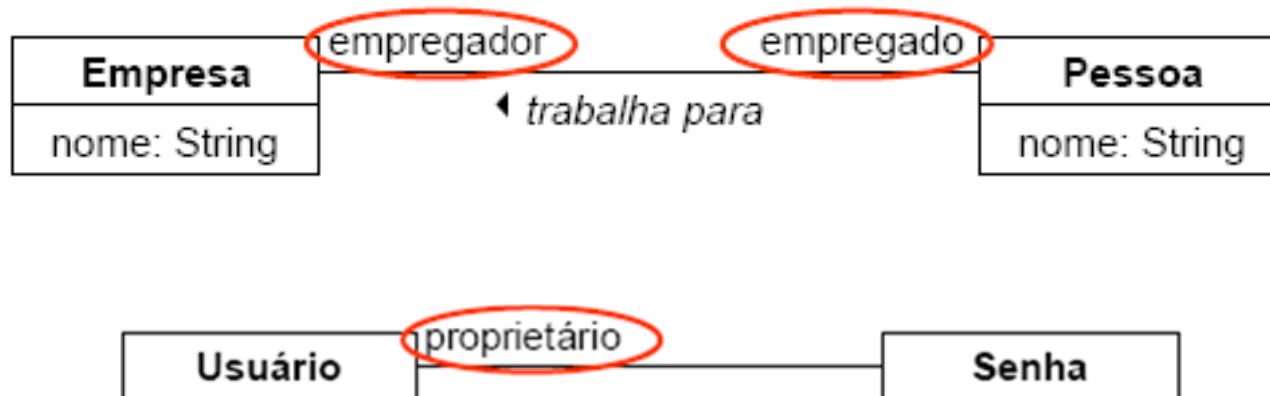 empregador empregado
Empresa Pessoa
trabalha para
nome: String nome: String
proprietário
Usuário Senha